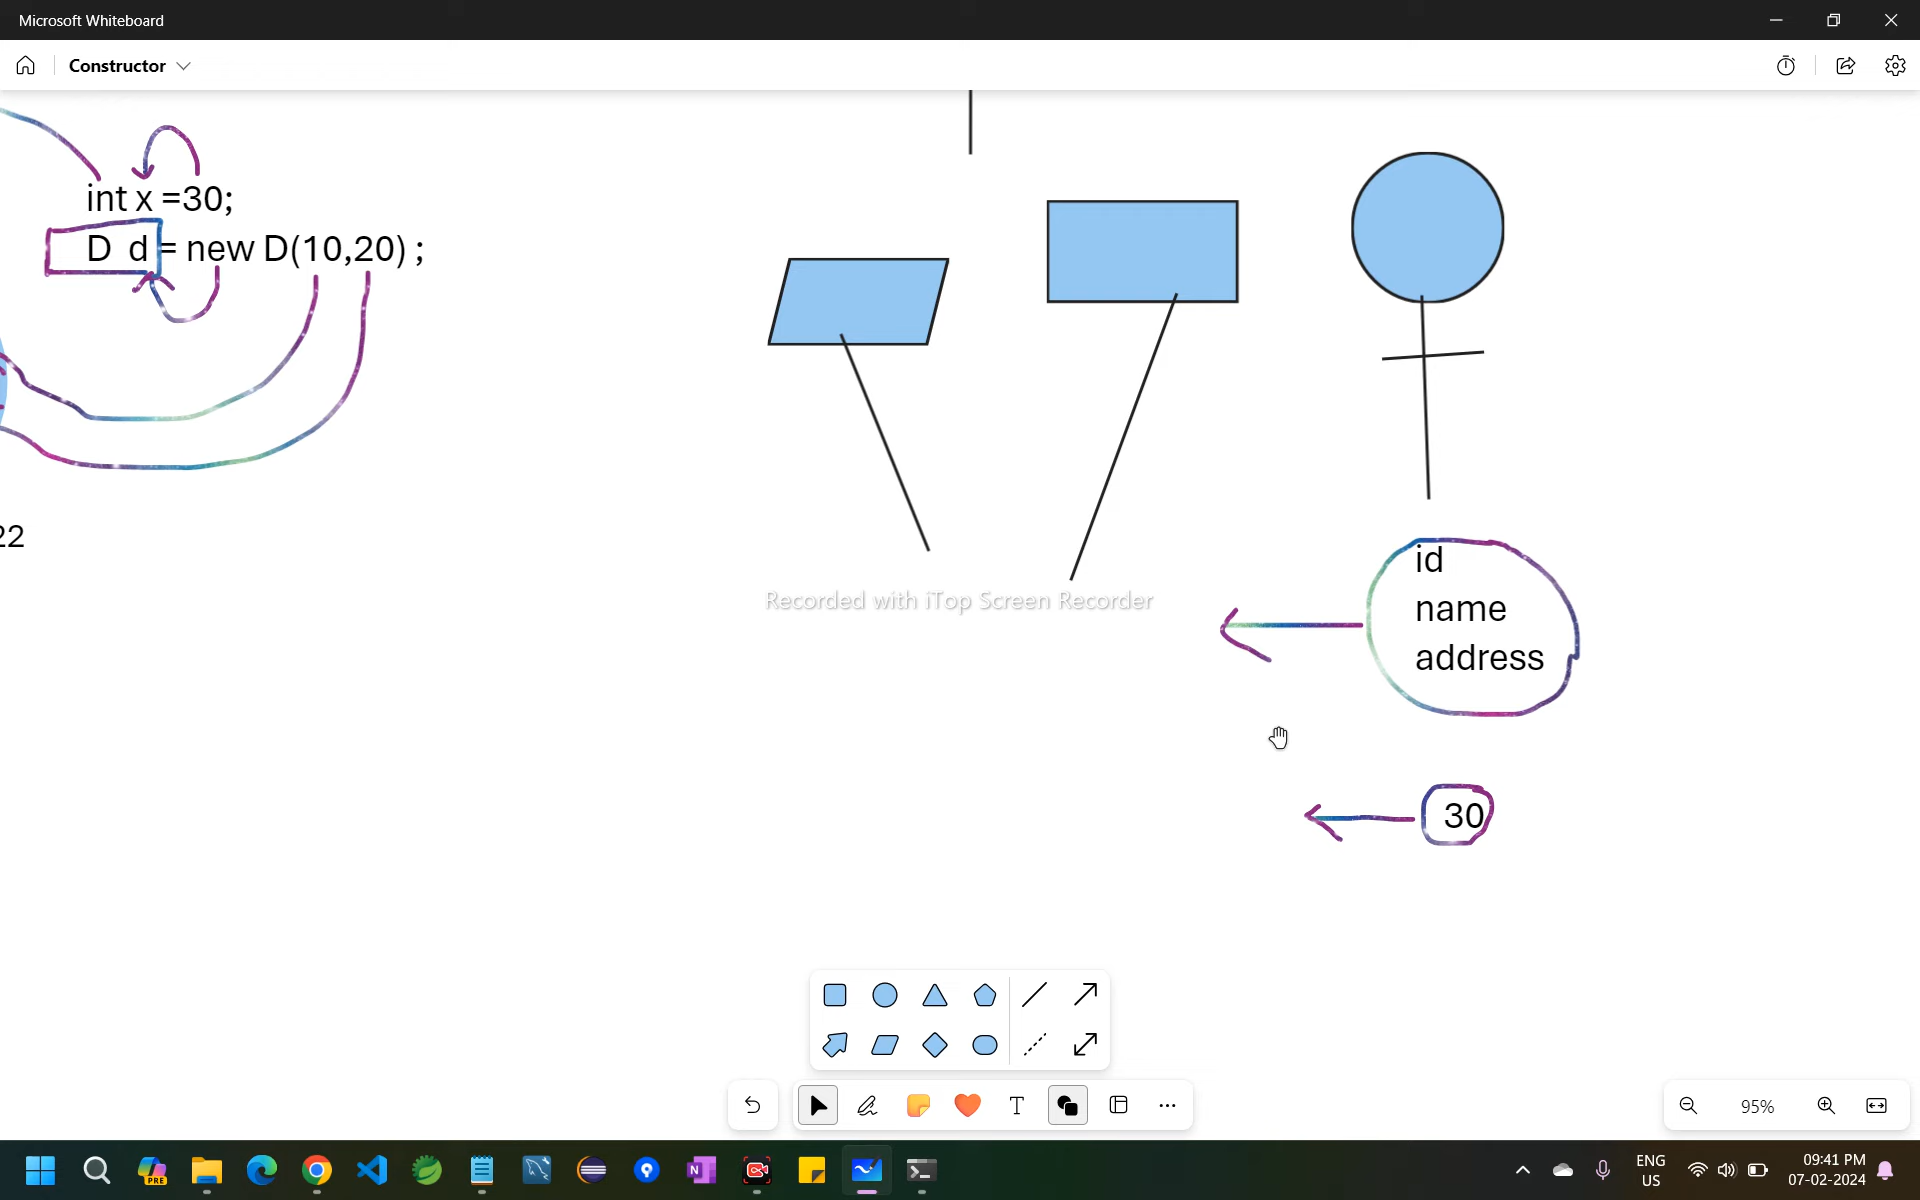 Microsoft Whiteboard
Constructor
int x =30;
D d = new D(10,20) ;
22
Recorded with iTop Screen Recorder
id
name
address
30
T
95%
PRE
N
ENG
US
09:41 PM
07-02-2024